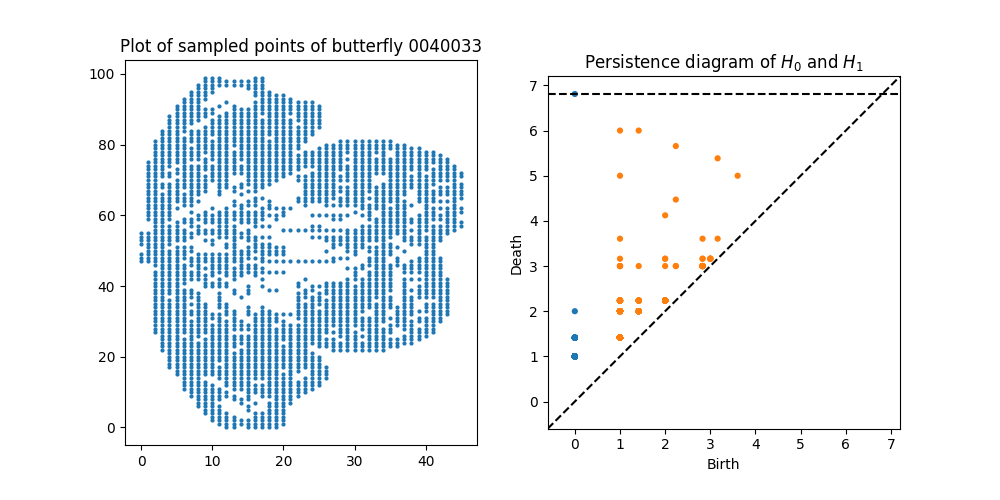 Plot of sampled points of butterfly 0040033
100
80
60
40
20
0
0 10 20 30 40
Persistence diagram of H₀ and H₁
7
6
5
4
3
2
1
0
Death
0 1 2 3 4 5 6 7
Birth